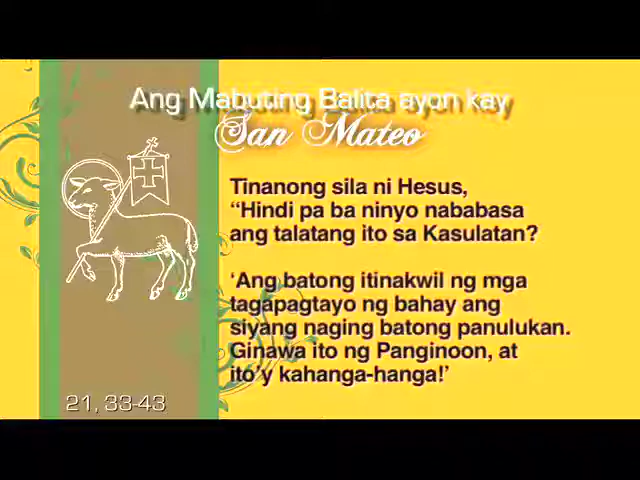 Ang Mabuting Balita ayon kay
San Mateo
Tinanong sila ni Hesus,
“Hindi pa ba ninyo nababasa
ang talatang ito sa Kasulatan?
‘Ang batong itinakwil ng mga
tagapagtayo ng bahay ang
siyang naging batong panulukan.
Ginawa ito ng Panginoon, at
ito’y kahanga-hanga!’
21, 33-43